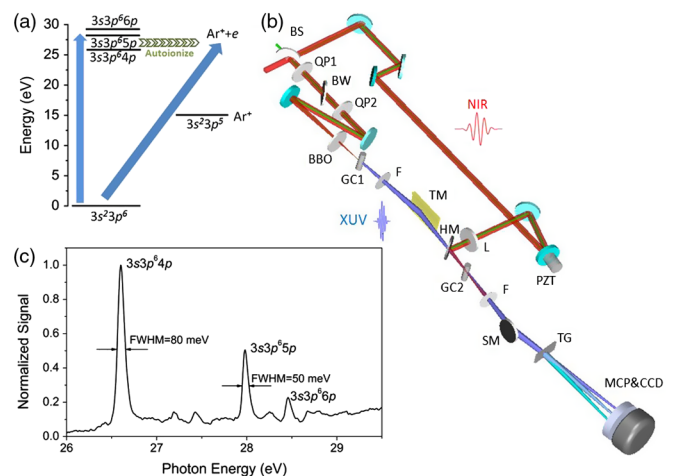 (a)
30
25
20
15
10
5
0
Energy (eV)
3s3p⁶6p
3s3p⁶5p
3s3p⁶4p
Autoionize
Ar⁺+e
3s²3p⁵
Ar⁺
3s²3p⁶
(b)
BS
QP1
BW
QP2
BBO
GC1
F
TM
XUV
HM
L
NIR
PZT
GC2
F
SM
TG
MCP&CCD
(c)
1.0
0.8
0.6
0.4
0.2
0.0
Normalized Signal
3s3p⁶4p
FWHM=80 meV
3s3p⁶5p
FWHM=50 meV
3s3p⁶6p
26
27
28
29
Photon Energy (eV)